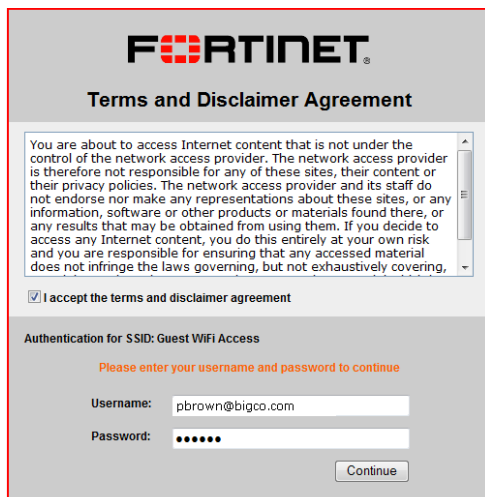 FORTINET®
Terms and Disclaimer Agreement
You are about to access Internet content that is not under the
control of the network access provider. The network access provider
is therefore not responsible for any of these sites, their content or
their privacy policies. The network access provider and its staff do
not endorse nor make any representations about these sites, or any
information, software or other products or materials found there, or
any results that may be obtained from using them. If you decide to
access any Internet content, you do this entirely at your own risk
and you are responsible for ensuring that any accessed material
does not infringe the laws governing, but not exhaustively covering,
I accept the terms and disclaimer agreement
Authentication for SSID: Guest WiFi Access
Please enter your username and password to continue
Username: pbrown@bigco.com
Password: ••••••
Continue